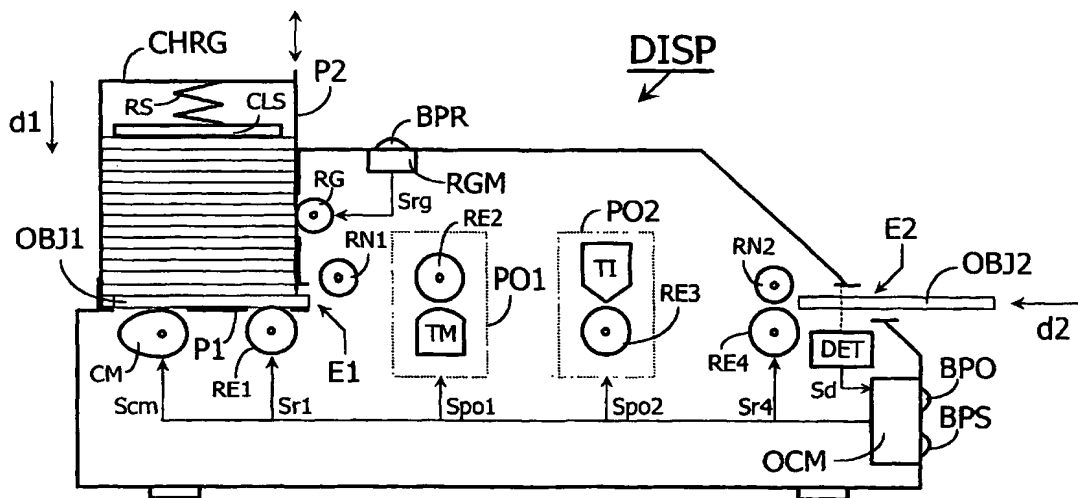 CHRG
P2
DISP
RS
CLS
d1
BPR
RGM
RG
Srg
PO2
RE2
E2
OBJ1
RN1
TI
RN2
OBJ2
PO1
RE3
TM
d2
P1
E1
RE4
DET
CM
RE1
BPO
Scm
Sr1
Spo1
Spo2
Sr4
Sd
BPS
OCM